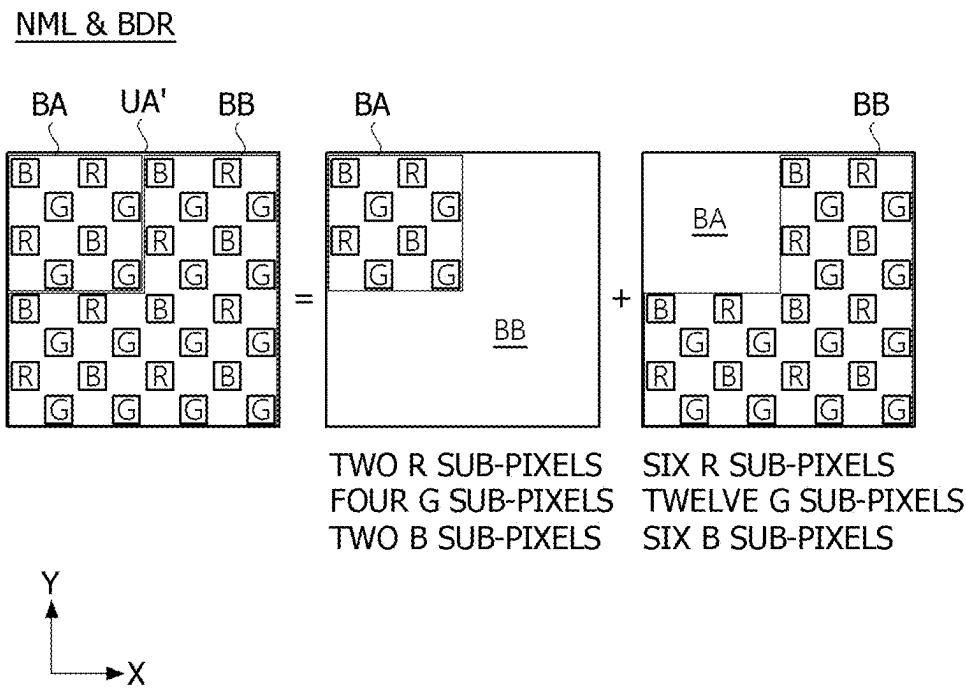 NML & BDR
BA UA' BB BA BB
B R B R B R B R
G G G G G G G G
R B R B R B BA R B
G G G G G G G G
B R B R = + B R B R
G G G G BB G G G G
R B R B R B R B
G G G G G G G G
TWO R SUB-PIXELS SIX R SUB-PIXELS
FOUR G SUB-PIXELS TWELVE G SUB-PIXELS
TWO B SUB-PIXELS SIX B SUB-PIXELS
Y
X